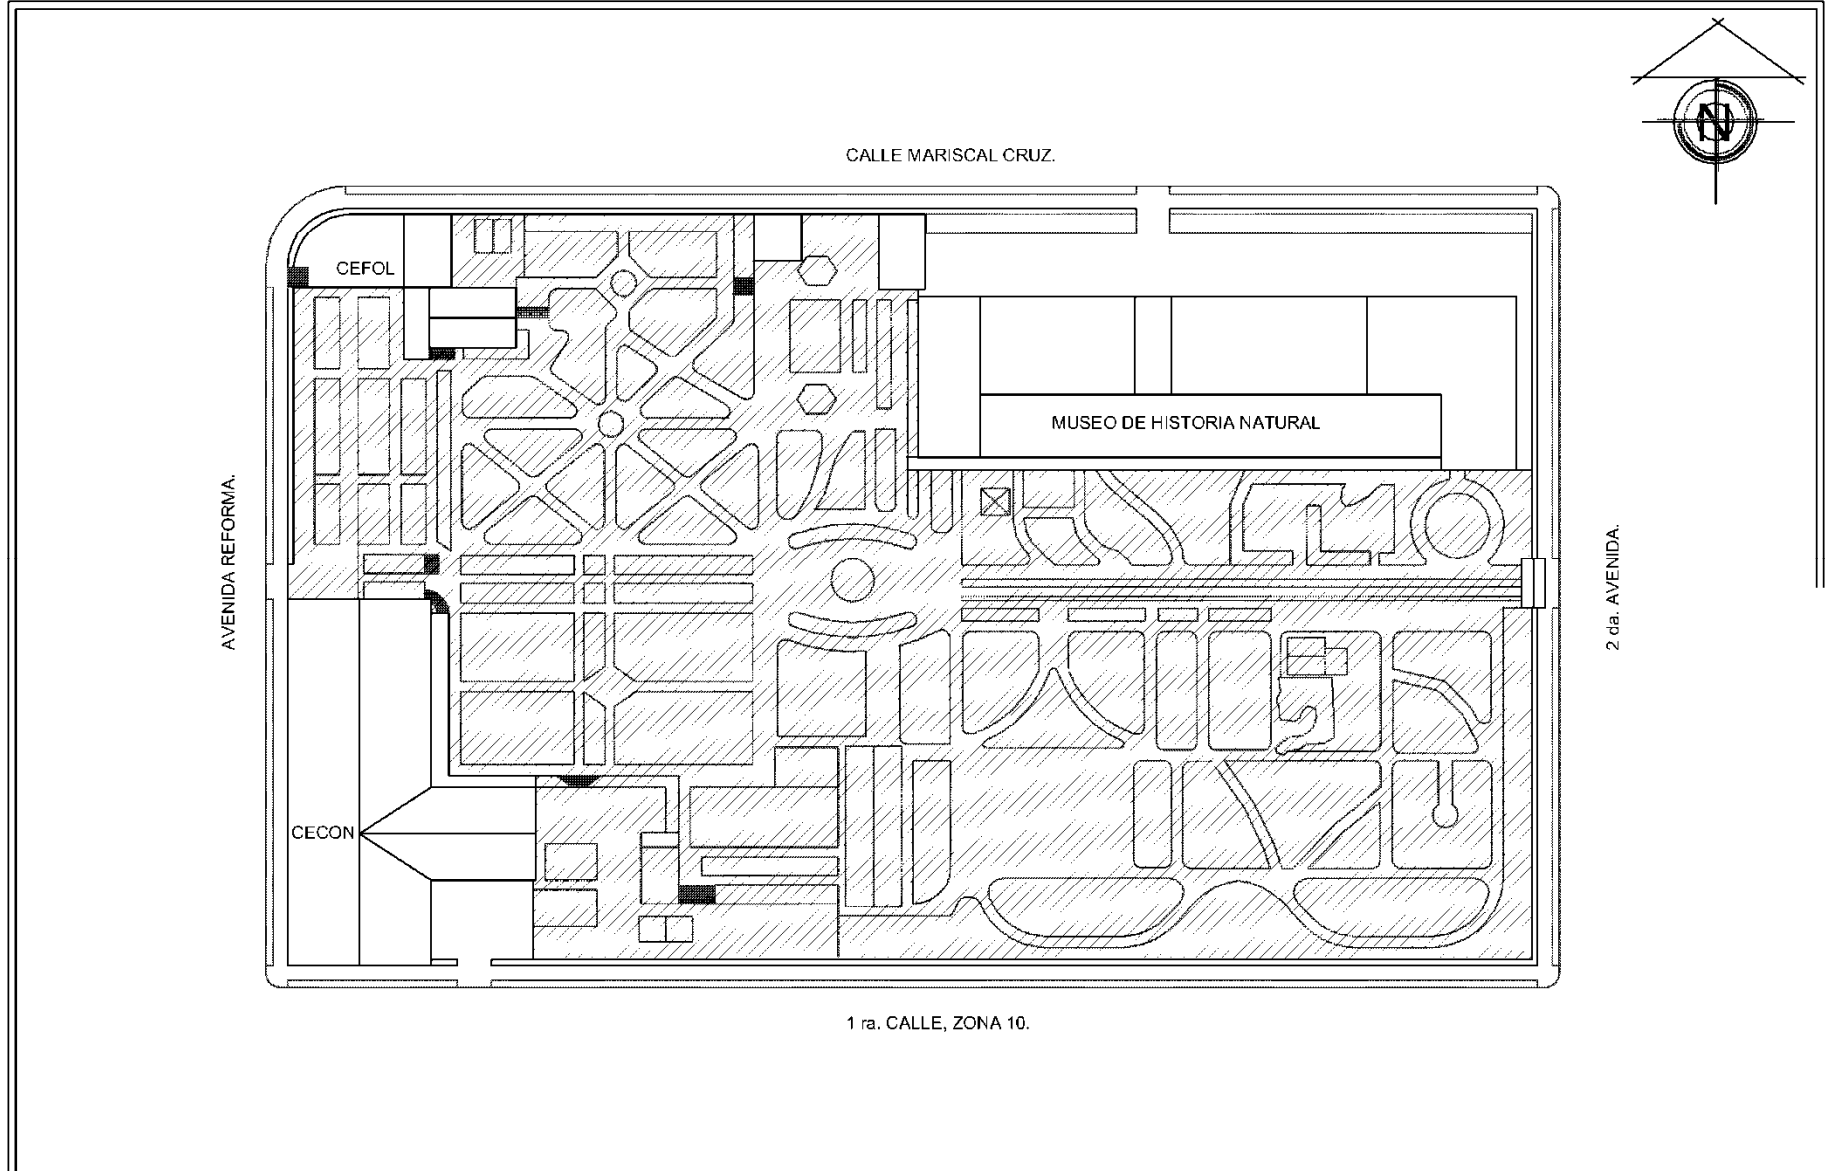 N
CALLE MARISCAL CRUZ.
CEFOL
MUSEO DE HISTORIA NATURAL
AVENIDA REFORMA.
2 da. AVENIDA.
CECON
1 ra. CALLE, ZONA 10.